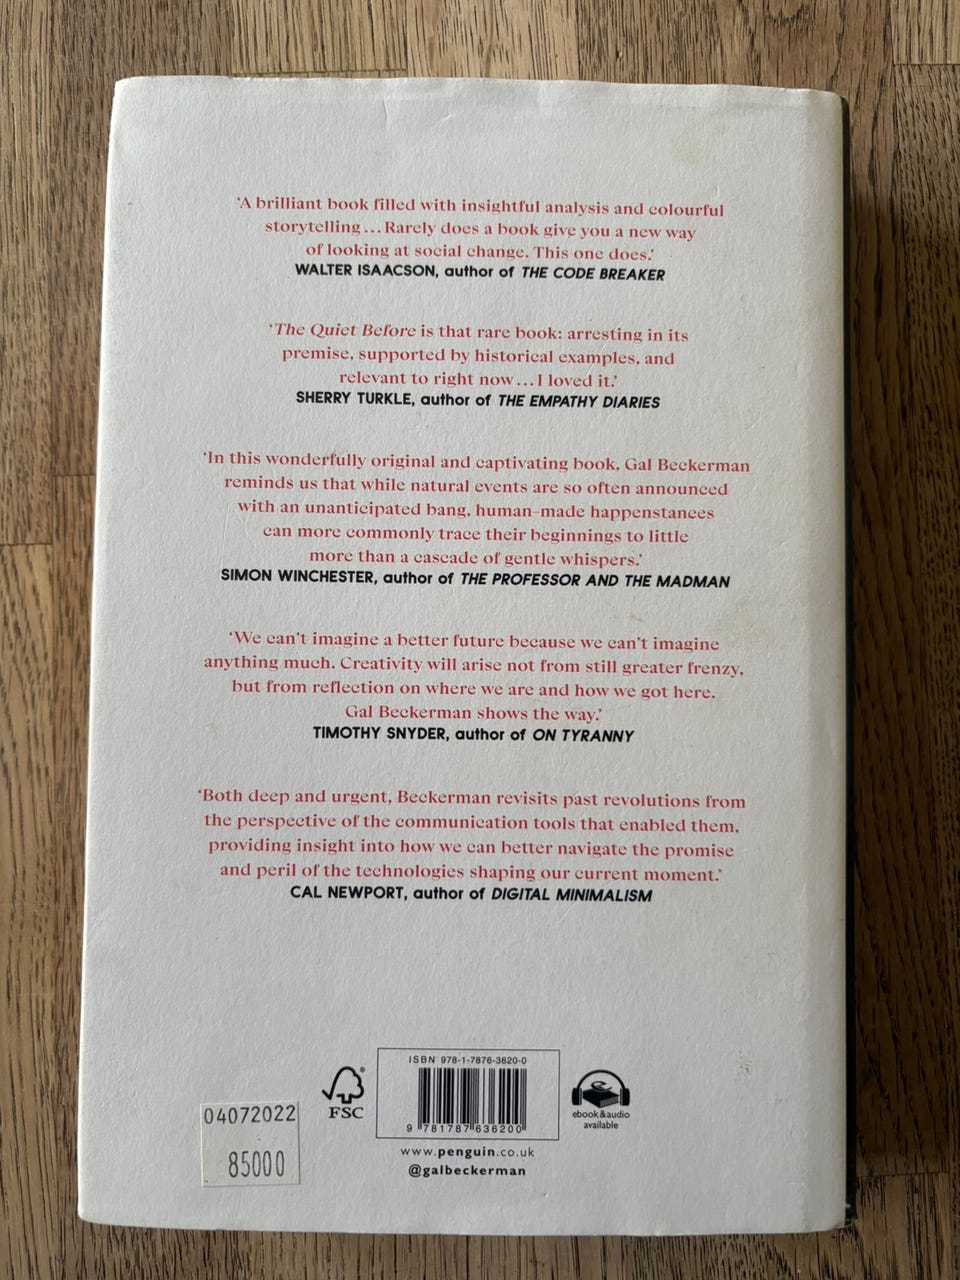 ‘A brilliant book filled with insightful analysis and colourful
storytelling... Rarely does a book give you a new way
of looking at social change. This one does.’
WALTER ISAACSON, author of THE CODE BREAKER
‘The Quiet Before is that rare book: arresting in its
premise, supported by historical examples, and
relevant to right now... I loved it.’
SHERRY TURKLE, author of THE EMPATHY DIARIES
‘In this wonderfully original and captivating book, Gal Beckerman
reminds us that while natural events are so often announced
with an unanticipated bang, human-made happenstances
can more commonly trace their beginnings to little
more than a cascade of gentle whispers.’
SIMON WINCHESTER, author of THE PROFESSOR AND THE MADMAN
‘We can’t imagine a better future because we can’t imagine
anything much. Creativity will arise not from still greater frenzy,
but from reflection on where we are and how we got here.
Gal Beckerman shows the way.’
TIMOTHY SNYDER, author of ON TYRANNY
‘Both deep and urgent, Beckerman revisits past revolutions from
the perspective of the communication tools that enabled them,
providing insight into how we can better navigate the promise
and peril of the technologies shaping our current moment.’
CAL NEWPORT, author of DIGITAL MINIMALISM
ISBN 978-1-7876-3620-0
9 781787 636200
FSC
®
ebook & audio
available
www.penguin.co.uk
@galbeckerman
04072022
85000